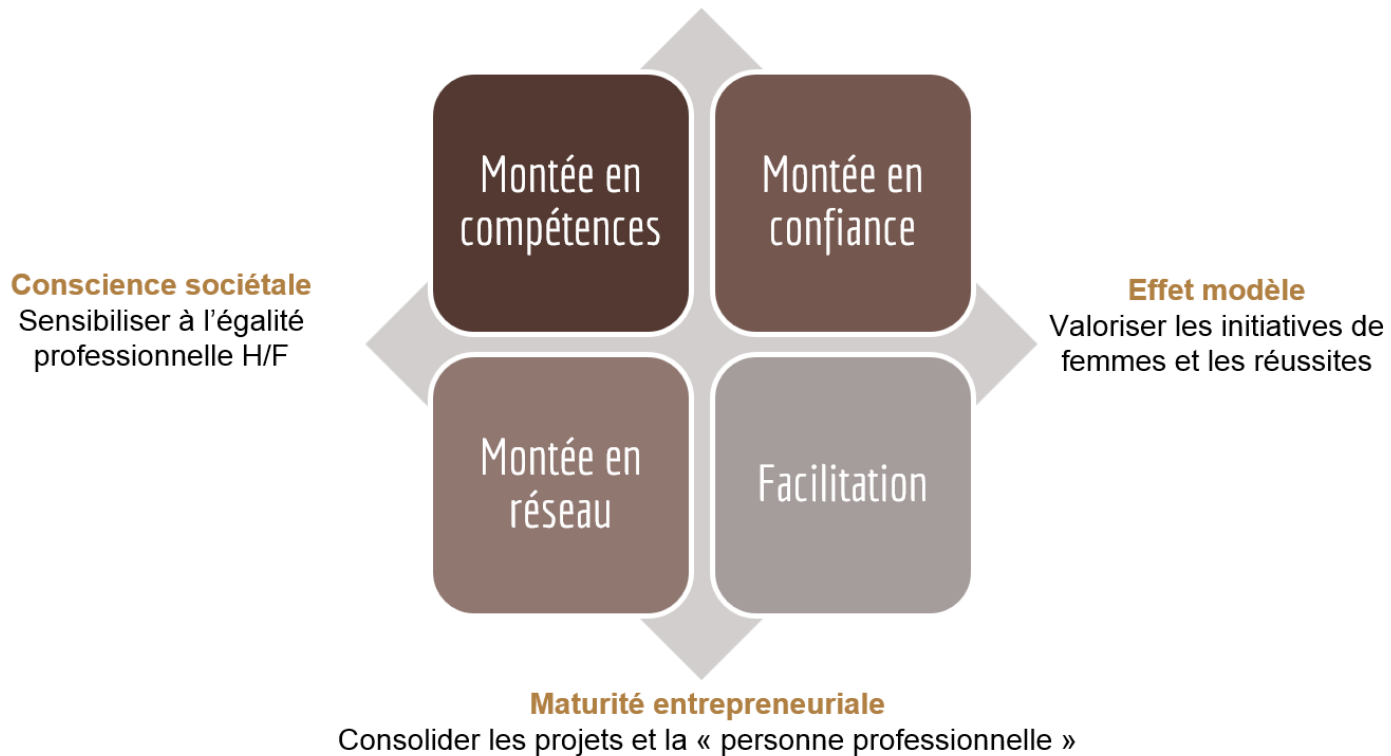 Montée en
compétences
Montée en
confiance
Conscience sociétale
Sensibiliser à l’égalité
professionnelle H/F
Effet modèle
Valoriser les initiatives de
femmes et les réussites
Montée en
réseau
Facilitation
Maturité entrepreneuriale
Consolider les projets et la « personne professionnelle »